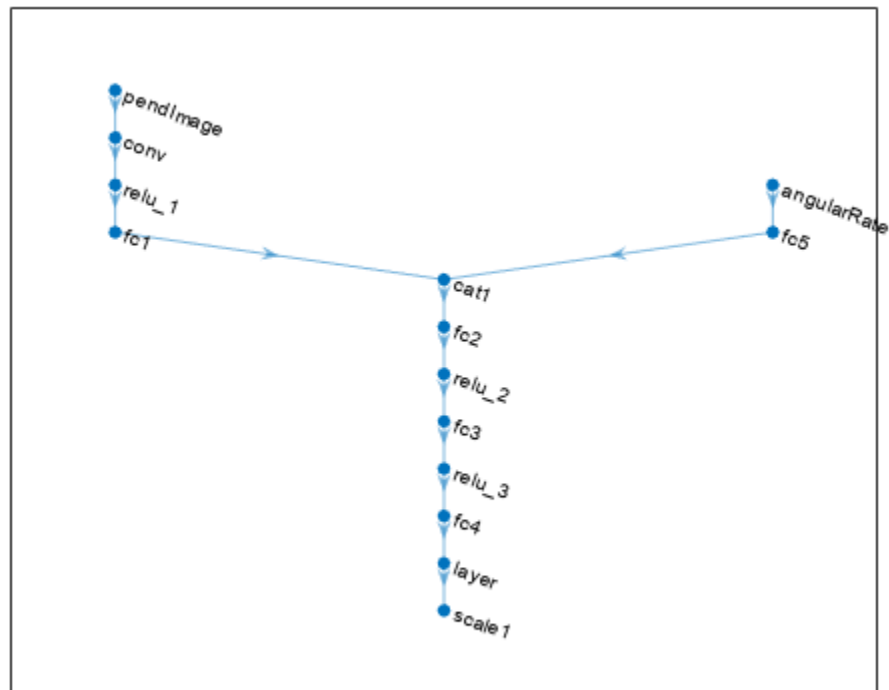 pendImage
conv
relu_1
fc1
angularRate
fc5
cat1
fc2
relu_2
fc3
relu_3
fc4
layer
scale1